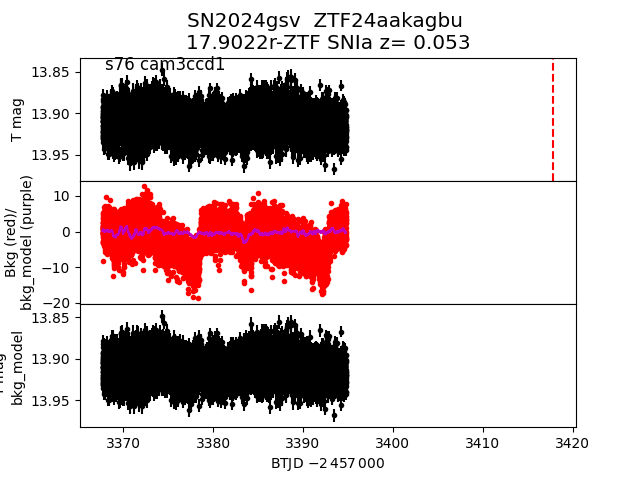 SN2024gsv ZTF24aakagbu
17.9022r-ZTF SNIa z= 0.053
s76 cam3ccd1
13.85
13.90
13.95
T mag
10
0
−10
−20
Bkg (red)/
bkg_model (purple)
13.85
13.90
13.95
bkg_model
3370
3380
3390
3400
3410
3420
BTJD −2 457 000